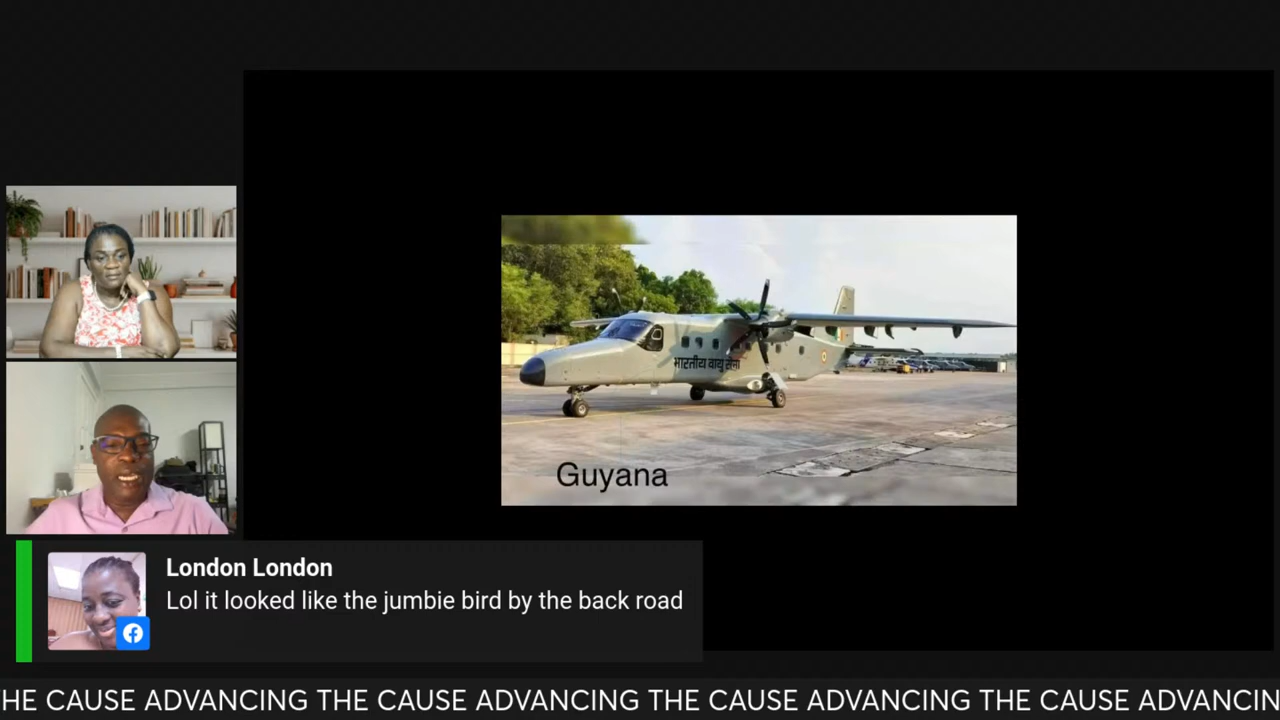 भारतीय वायु सेना
Guyana
London London
Lol it looked like the jumbie bird by the back road
HE CAUSE ADVANCING THE CAUSE ADVANCING THE CAUSE ADVANCING THE CAUSE ADVANCIN